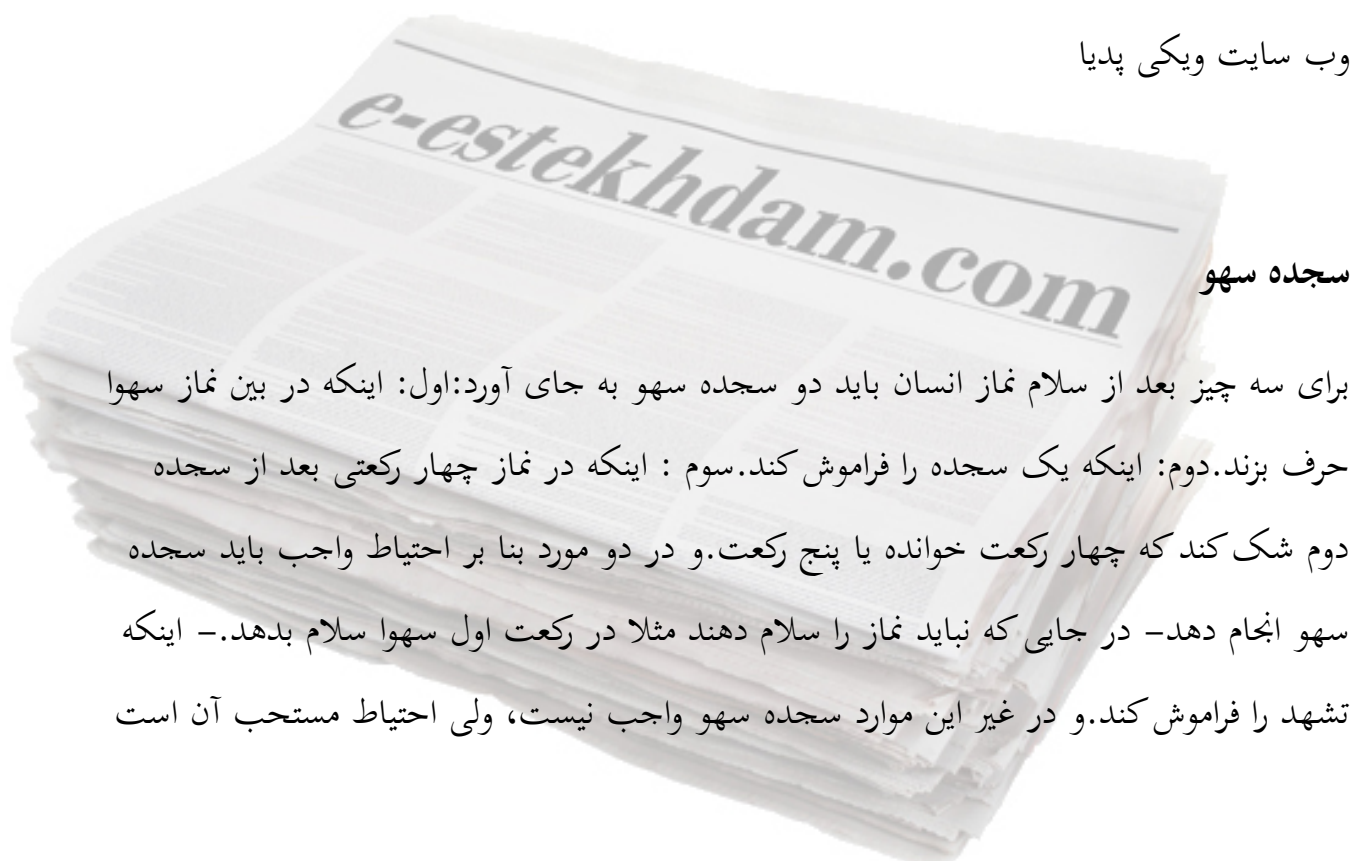 وب سایت ویکی پدیا
e-estekhdam.com
سجده سهو
برای سه چیز بعد از سلام نماز انسان باید دو سجده سهو به جای آورد:اول: اینکه در بین نماز سهوا
حرف بزند.دوم: اینکه یک سجده را فراموش کند.سوم : اینکه در نماز چهار رکعتی بعد از سجده
دوم شک کند که چهار رکعت خوانده یا پنج رکعت.و در دو مورد بنا بر احتیاط واجب باید سجده
سهو انجام دهد- در جایی که نباید نماز را سلام دهند مثلا در رکعت اول سهوا سلام بدهد.- اینکه
تشهد را فراموش کند.و در غیر این موارد سجده سهو واجب نیست، ولی احتیاط مستحب آن است